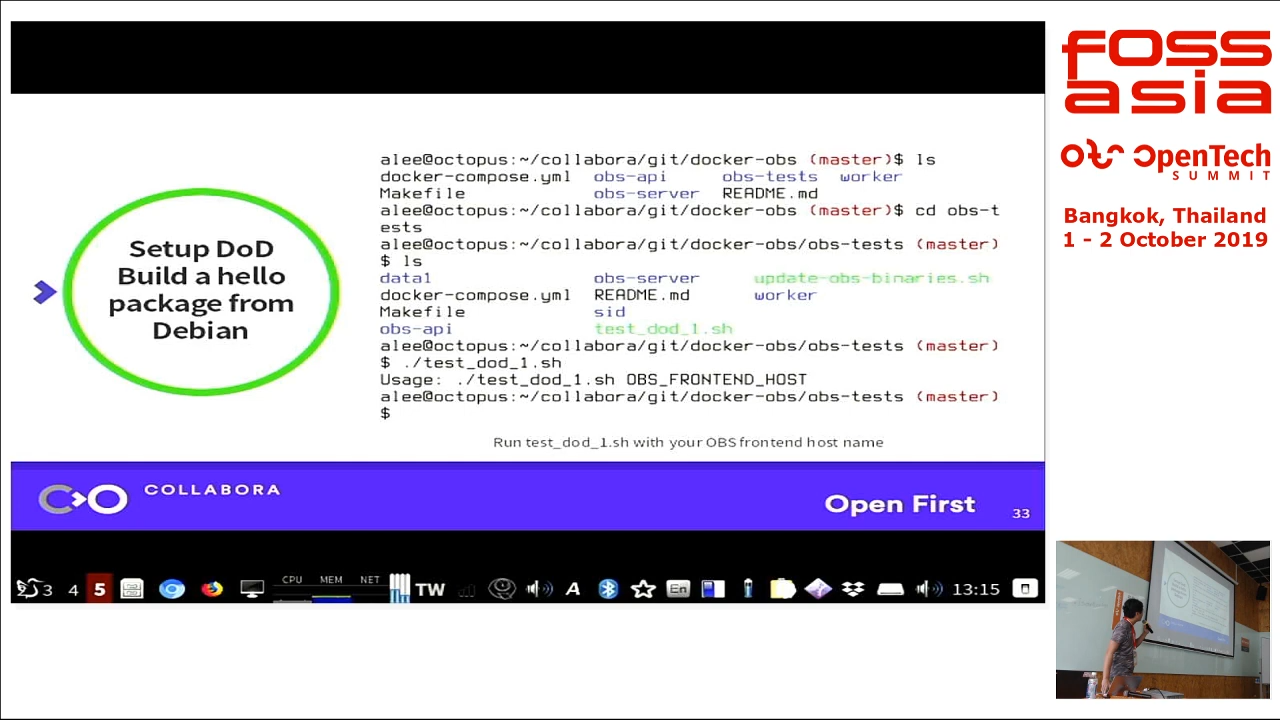 Setup DoD
Build a hello
package from
Debian
alee@octopus:~/collabora/git/docker-obs (master)$ ls
docker-compose.yml obs-api obs-tests worker
Makefile obs-server README.md
alee@octopus:~/collabora/git/docker-obs (master)$ cd obs-t
ests
alee@octopus:~/collabora/git/docker-obs/obs-tests (master)
$ ls
data1 obs-server update-obs-binaries.sh
docker-compose.yml README.md worker
Makefile sid
obs-api test_dod_1.sh
alee@octopus:~/collabora/git/docker-obs/obs-tests (master)
$ ./test_dod_1.sh
Usage: ./test_dod_1.sh OBS_FRONTEND_HOST
alee@octopus:~/collabora/git/docker-obs/obs-tests (master)
$
Run test_dod_1.sh with your OBS frontend host name
COLLABORA
Open First
33
3 4 5 CPU MEM NET TW A En 13:15
foss
asia
OpenTech
SUMMIT
Bangkok, Thailand
1 - 2 October 2019